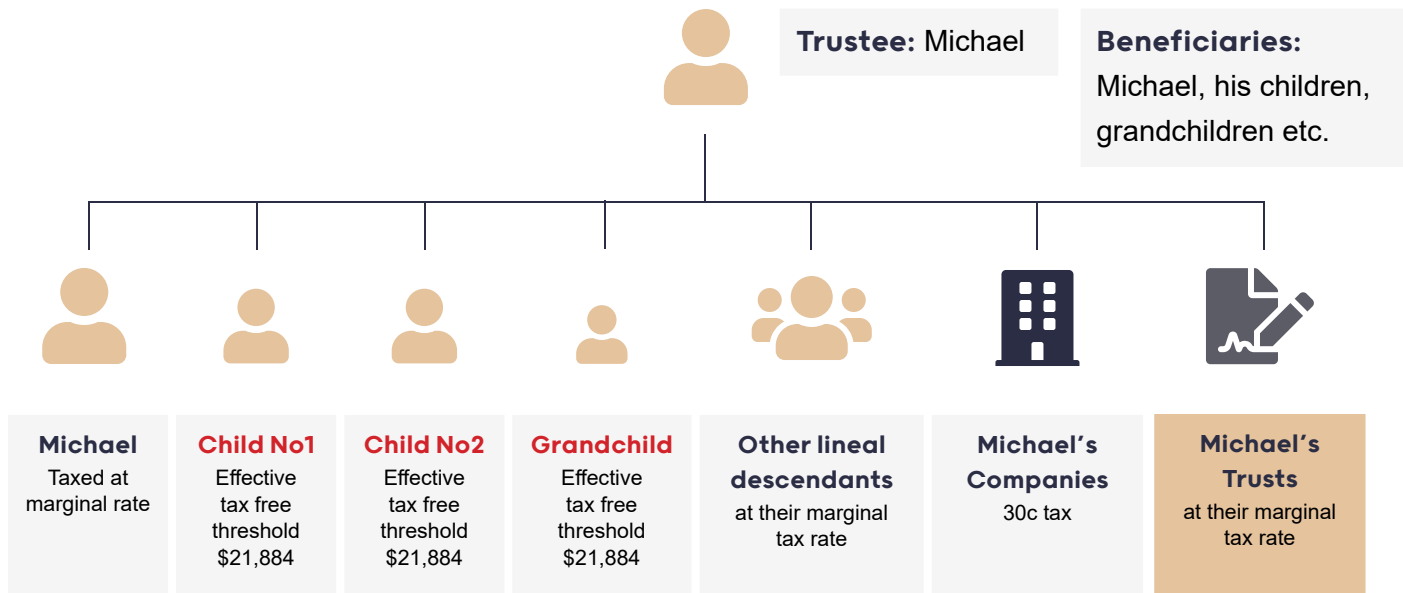 Trustee: Michael
Beneficiaries:
Michael, his children,
grandchildren etc.
Michael
Taxed at
marginal rate
Child No1
Effective
tax free
threshold
$21,884
Child No2
Effective
tax free
threshold
$21,884
Grandchild
Effective
tax free
threshold
$21,884
Other lineal
descendants
at their marginal
tax rate
Michael's
Companies
30c tax
Michael's
Trusts
at their marginal
tax rate